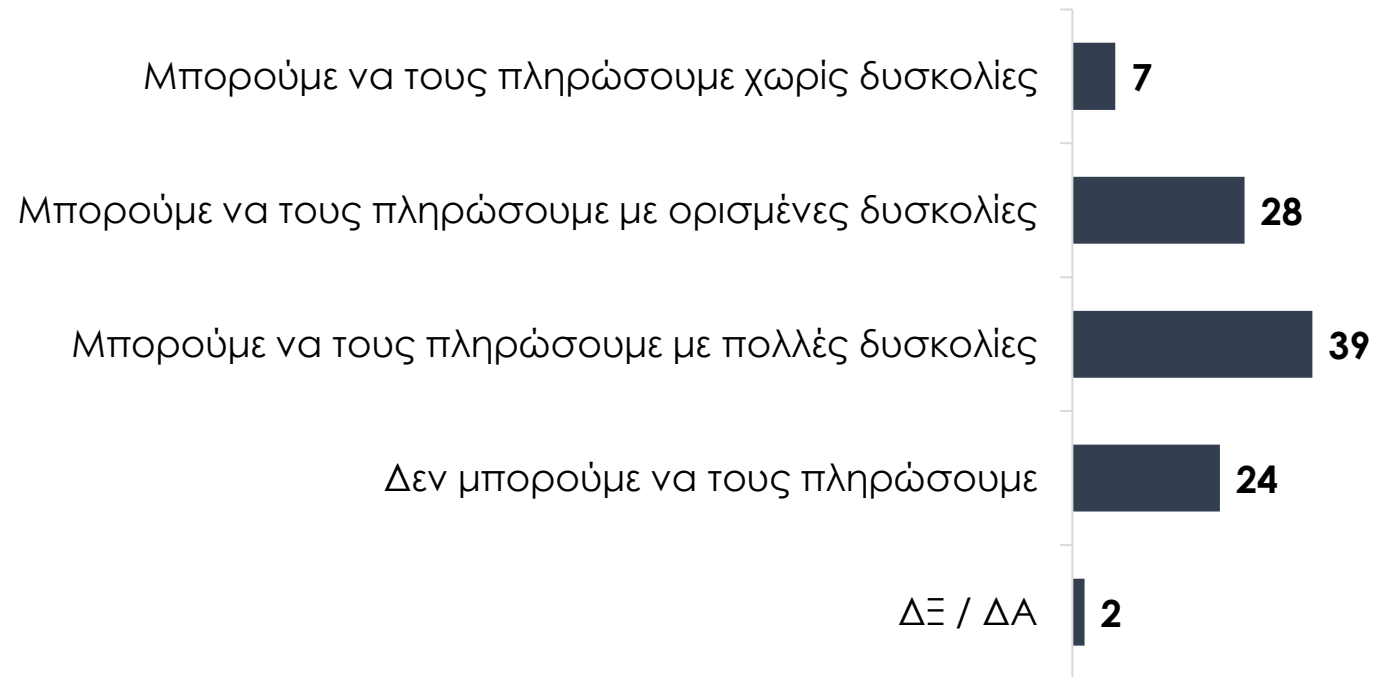 Μπορούμε να τους πληρώσουμε χωρίς δυσκολίες 7
Μπορούμε να τους πληρώσουμε με ορισμένες δυσκολίες 28
Μπορούμε να τους πληρώσουμε με πολλές δυσκολίες 39
Δεν μπορούμε να τους πληρώσουμε 24
ΔΞ / ΔΑ 2